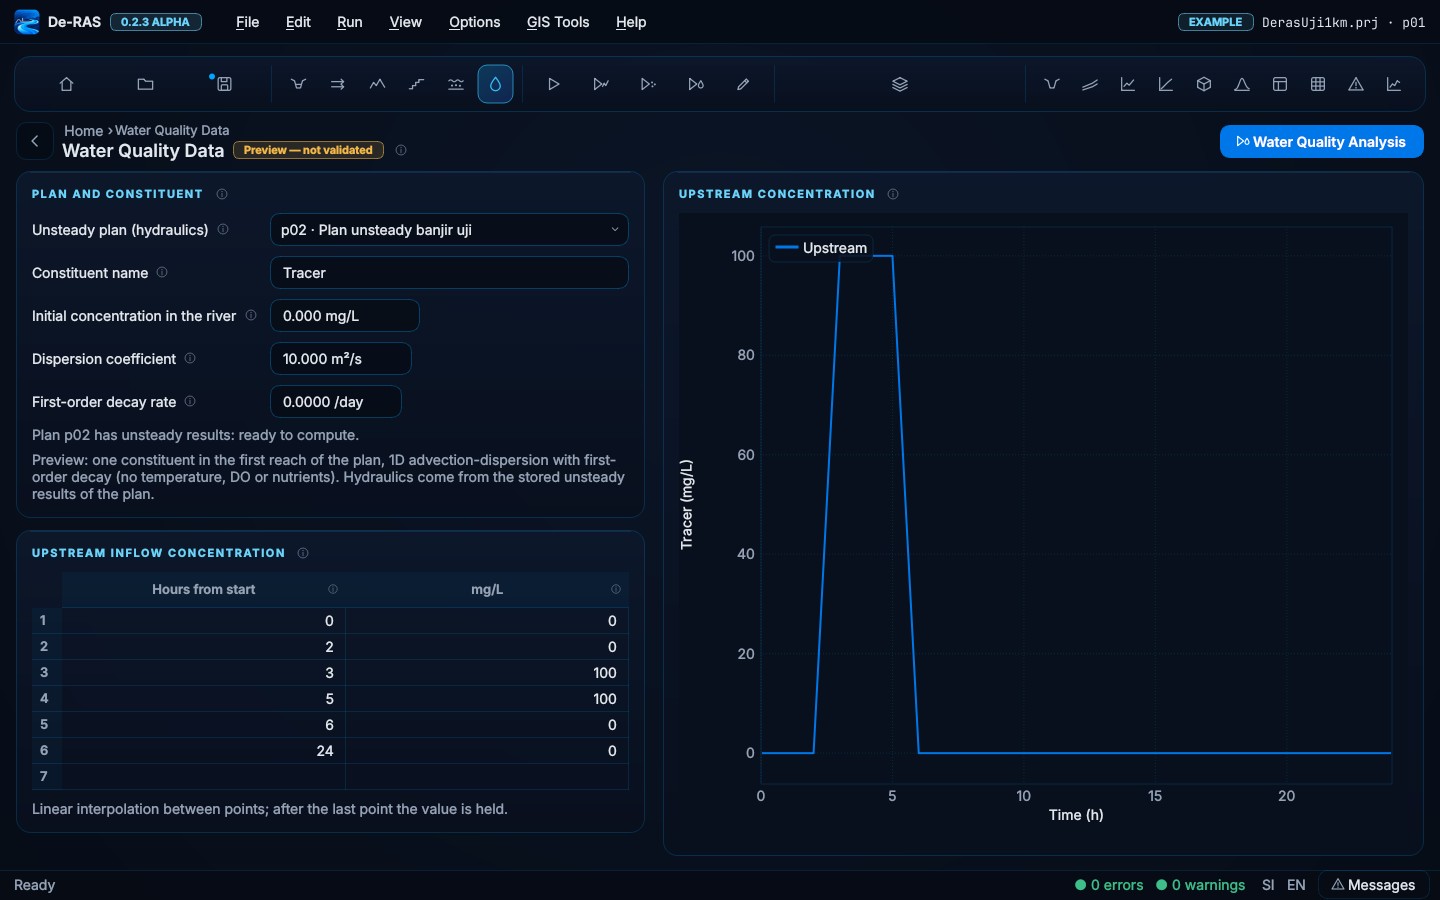 De-RAS 0.2.3 ALPHA File Edit Run View Options GIS Tools Help EXAMPLE DerasUji1km.prj · p01
Home › Water Quality Data
Water Quality Data Preview — not validated Water Quality Analysis
PLAN AND CONSTITUENT
Unsteady plan (hydraulics) p02 · Plan unsteady banjir uji
Constituent name Tracer
Initial concentration in the river 0.000 mg/L
Dispersion coefficient 10.000 m²/s
First-order decay rate 0.0000 /day
Plan p02 has unsteady results: ready to compute.
Preview: one constituent in the first reach of the plan, 1D advection-dispersion with first-
order decay (no temperature, DO or nutrients). Hydraulics come from the stored unsteady
results of the plan.
UPSTREAM INFLOW CONCENTRATION
Hours from start mg/L
1 0 0
2 2 0
3 3 100
4 5 100
5 6 0
6 24 0
7
Linear interpolation between points; after the last point the value is held.
UPSTREAM CONCENTRATION
Upstream
100
80
60
40
20
0
Tracer (mg/L)
0 5 10 15 20
Time (h)
Ready 0 errors 0 warnings SI EN Messages